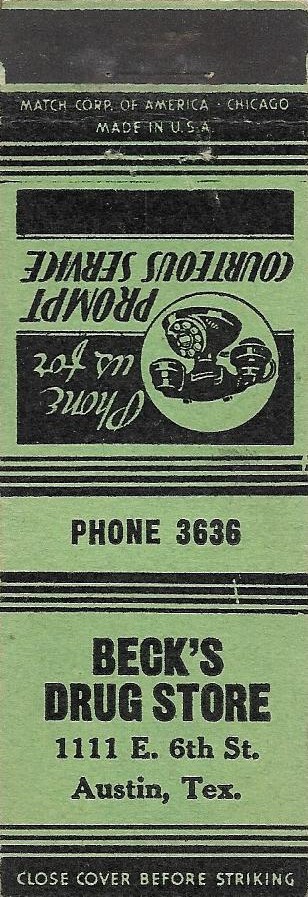 MATCH CORP. OF AMERICA · CHICAGO
MADE IN U.S.A.
Phone
us for
PROMPT
COURTEOUS SERVICE
PHONE 3636
BECK'S
DRUG STORE
1111 E. 6th St.
Austin, Tex.
CLOSE COVER BEFORE STRIKING